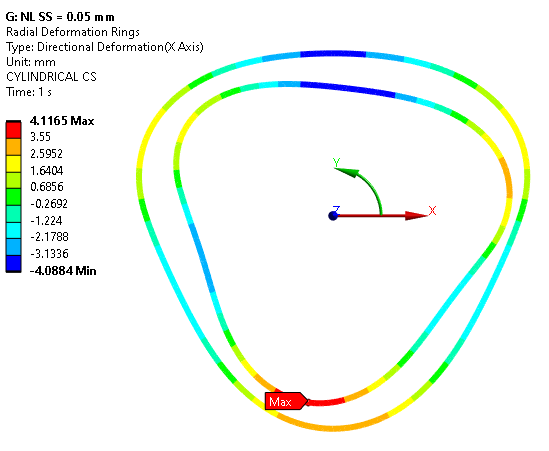 G: NL SS = 0.05 mm
Radial Deformation Rings
Type: Directional Deformation(X Axis)
Unit: mm
CYLINDRICAL CS
Time: 1 s
4.1165 Max
3.55
2.5952
1.6404
0.6856
-0.2692
-1.224
-2.1788
-3.1336
-4.0884 Min
Y
Z
X
Max